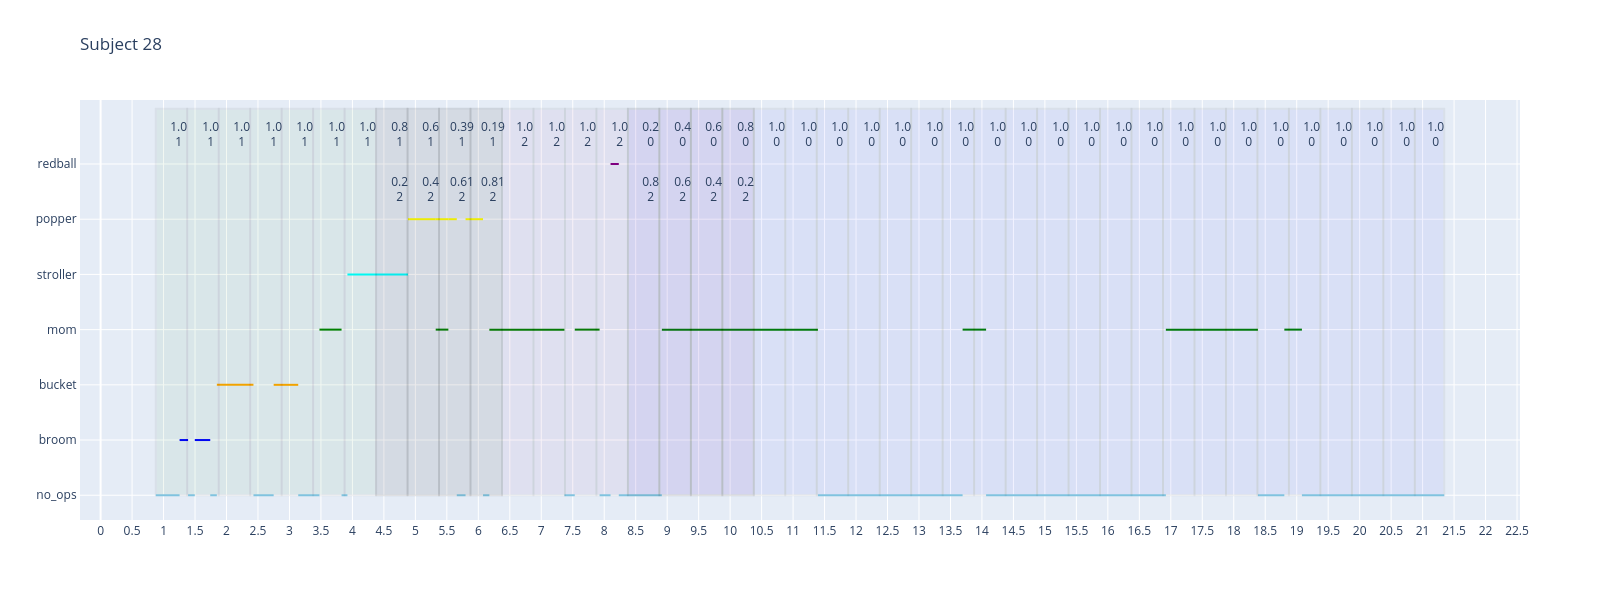 Subject 28
1.0 1.0 1.0 1.0 1.0 1.0 1.0 0.8 0.6 0.39 0.19 1.0 1.0 1.0 1.0 0.2 0.4 0.6 0.8 1.0 1.0 1.0 1.0 1.0 1.0 1.0 1.0 1.0 1.0 1.0 1.0 1.0 1.0 1.0 1.0 1.0 1.0 1.0 1.0 1.0 1.0
1 1 1 1 1 1 1 1 1 1 1 2 2 2 2 0 0 0 0 0 0 0 0 0 0 0 0 0 0 0 0 0 0 0 0 0 0 0 0 0 0
redball
0.2 0.4 0.61 0.81 0.8 0.6 0.4 0.2
2 2 2 2 2 2 2 2
popper
stroller
mom
bucket
broom
no_ops
0 0.5 1 1.5 2 2.5 3 3.5 4 4.5 5 5.5 6 6.5 7 7.5 8 8.5 9 9.5 10 10.5 11 11.5 12 12.5 13 13.5 14 14.5 15 15.5 16 16.5 17 17.5 18 18.5 19 19.5 20 20.5 21 21.5 22 22.5